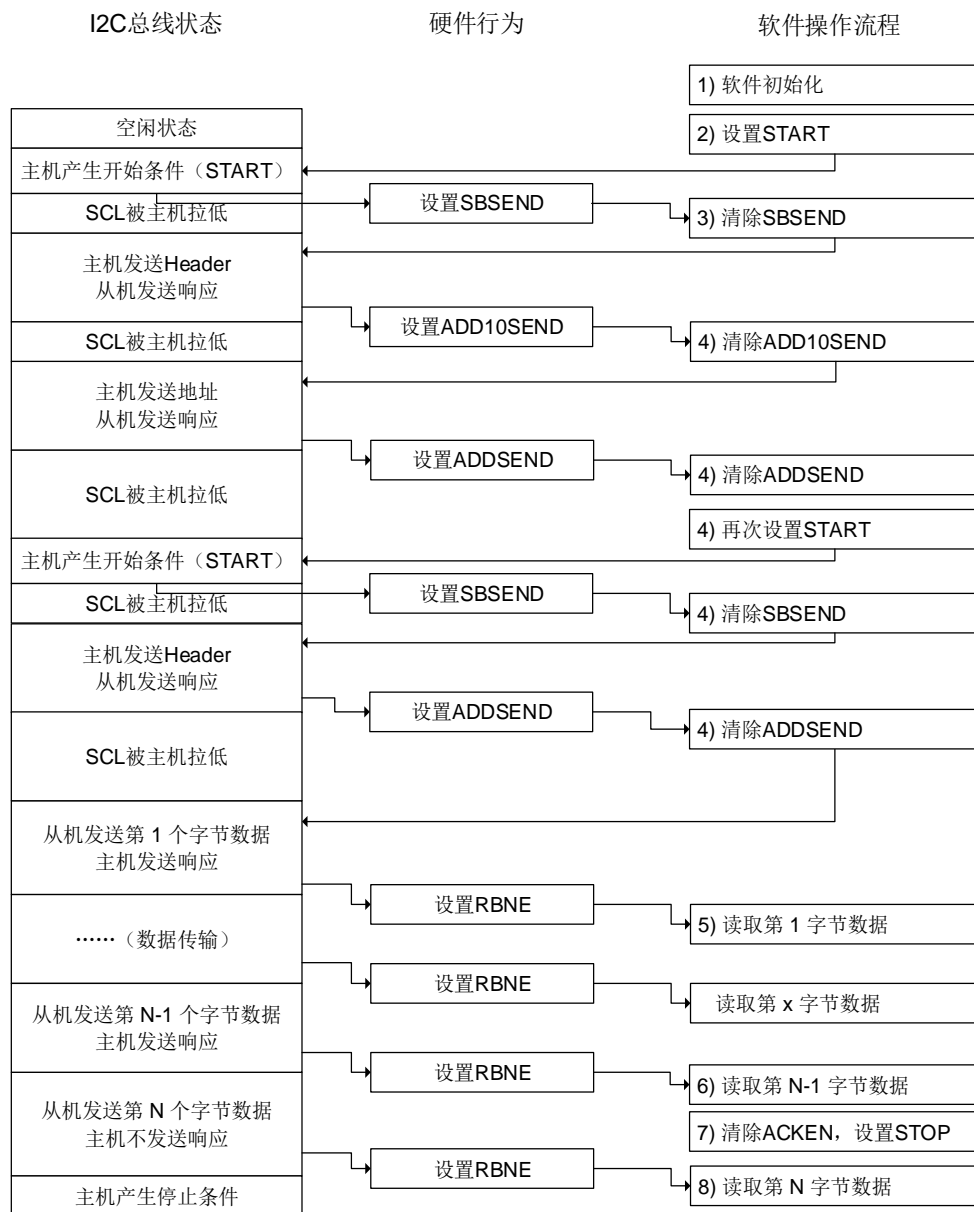 I2C总线状态 硬件行为 软件操作流程
1) 软件初始化
空闲状态
2) 设置START
主机产生开始条件（START）
设置SBSEND
SCL被主机拉低
3) 清除SBSEND
主机发送Header
从机发送响应
设置ADD10SEND
SCL被主机拉低
4) 清除ADD10SEND
主机发送地址
从机发送响应
设置ADDSEND
4) 清除ADDSEND
SCL被主机拉低
4) 再次设置START
主机产生开始条件（START）
设置SBSEND
SCL被主机拉低
4) 清除SBSEND
主机发送Header
从机发送响应
设置ADDSEND
4) 清除ADDSEND
SCL被主机拉低
从机发送第 1 个字节数据
主机发送响应
设置RBNE
5) 读取第 1 字节数据
……（数据传输）
设置RBNE
读取第 x 字节数据
从机发送第 N-1 个字节数据
主机发送响应
设置RBNE
6) 读取第 N-1 字节数据
从机发送第 N 个字节数据
主机不发送响应
7) 清除ACKEN，设置STOP
设置RBNE
8) 读取第 N 字节数据
主机产生停止条件